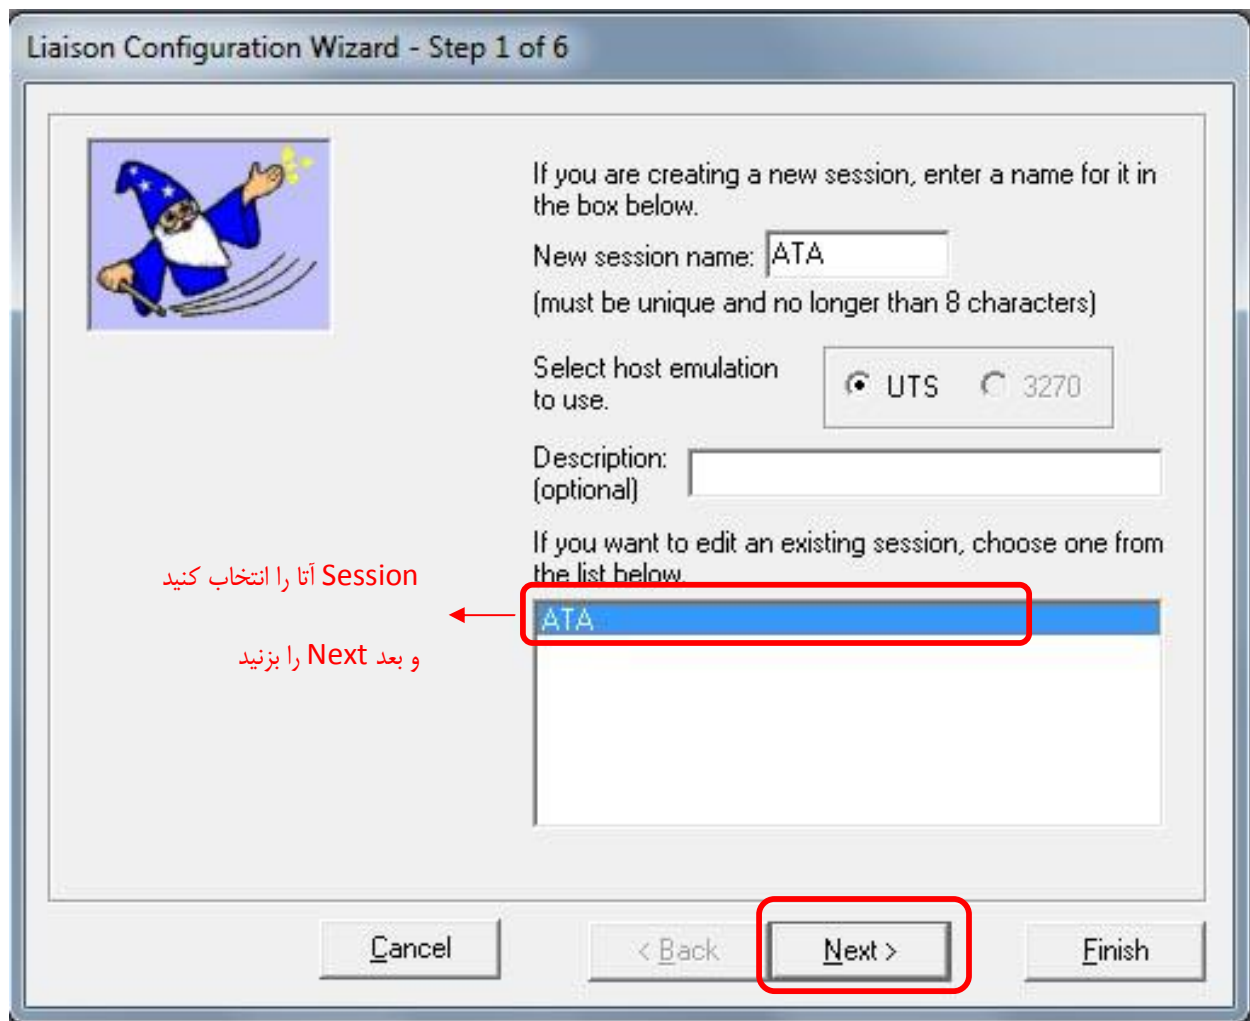 Liaison Configuration Wizard - Step 1 of 6
If you are creating a new session, enter a name for it in
the box below.
New session name: ATA
(must be unique and no longer than 8 characters)
Select host emulation
to use.
UTS 3270
Description:
(optional)
If you want to edit an existing session, choose one from
the list below.
ATA
Session آتا را انتخاب کنید
و بعد Next را بزنید
Cancel
< Back
Next >
Finish